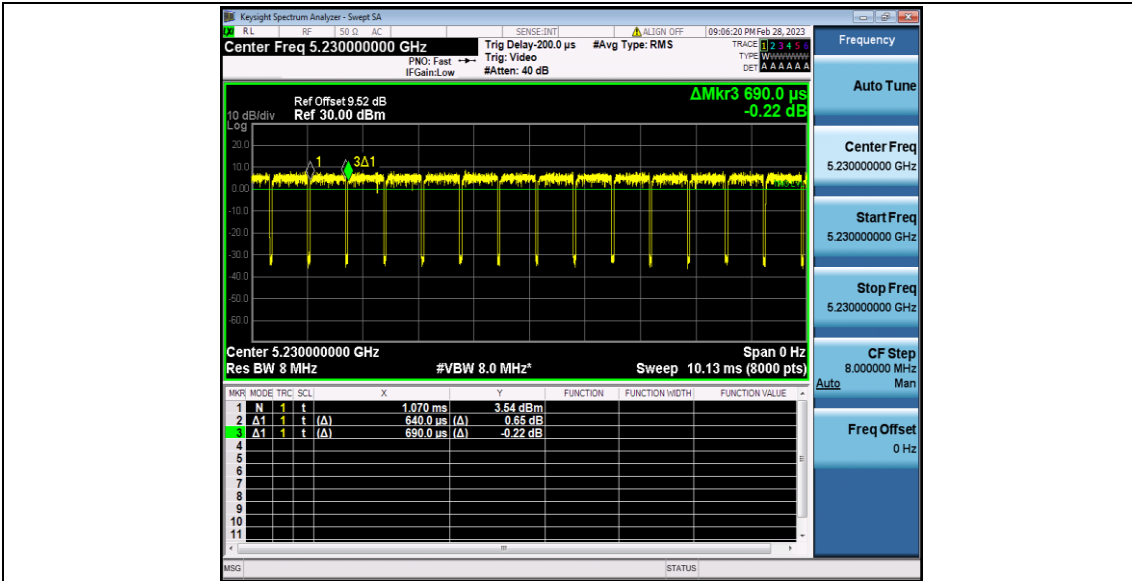 Keysight Spectrum Analyzer - Swept SA
RL RF 50 Ω AC SENSE:INT ALIGN OFF 09:06:20 PM Feb 28, 2023
Center Freq 5.230000000 GHz Trig Delay-200.0 µs #Avg Type: RMS TRACE 1 2 3 4 5 6
PNO: Fast Trig: Video TYPE WWWWWW
IFGain:Low #Atten: 40 dB DET A A A A A A
Frequency
Auto Tune
Center Freq
5.230000000 GHz
Start Freq
5.230000000 GHz
Stop Freq
5.230000000 GHz
CF Step
8.000000 MHz
Auto Man
Freq Offset
0 Hz
ΔMkr3 690.0 µs
-0.22 dB
Ref Offset 9.52 dB
10 dB/div Ref 30.00 dBm
Log
20.0
10.0
0.00
-10.0
-20.0
-30.0
-40.0
-50.0
-60.0
1 3Δ1
Center 5.230000000 GHz Span 0 Hz
Res BW 8 MHz #VBW 8.0 MHz* Sweep 10.13 ms (8000 pts)
MKR MODE TRC SCL X Y FUNCTION FUNCTION WIDTH FUNCTION VALUE
1 N 1 t 1.070 ms 3.54 dBm
2 Δ1 1 t (Δ) 640.0 µs (Δ) 0.65 dB
3 Δ1 1 t (Δ) 690.0 µs (Δ) -0.22 dB
4
5
6
7
8
9
10
11
MSG STATUS